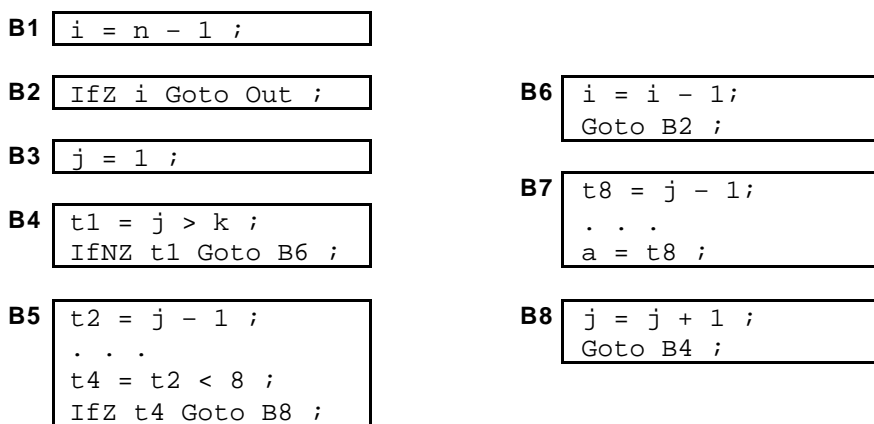 B1 i = n – 1 ;
B2 IfZ i Goto Out ;
B3 j = 1 ;
B4 t1 = j > k ;
IfNZ t1 Goto B6 ;
B5 t2 = j – 1 ;
. . .
t4 = t2 < 8 ;
IfZ t4 Goto B8 ;
B6 i = i – 1;
Goto B2 ;
B7 t8 = j – 1;
. . .
a = t8 ;
B8 j = j + 1 ;
Goto B4 ;